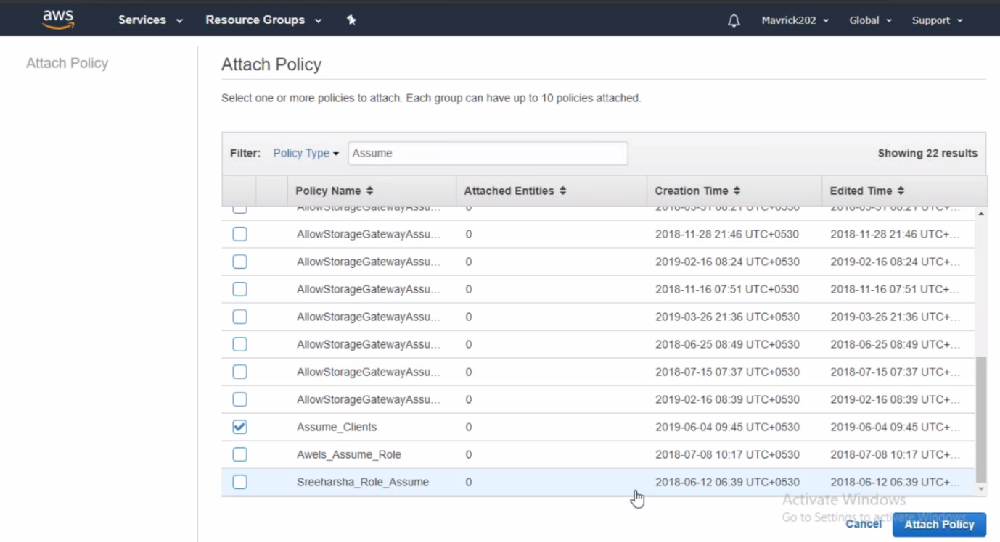 aws Services Resource Groups Mavrick202 Global Support
Attach Policy
Attach Policy
Select one or more policies to attach. Each group can have up to 10 policies attached.
Filter: Policy Type Assume Showing 22 results
Policy Name Attached Entities Creation Time Edited Time
AllowStorageGatewayAssu... 0
AllowStorageGatewayAssu... 0 2018-11-28 21:46 UTC+0530 2018-11-28 21:46 UTC+...
AllowStorageGatewayAssu... 0 2019-02-16 08:24 UTC+0530 2019-02-16 08:24 UTC+...
AllowStorageGatewayAssu... 0 2018-11-16 07:51 UTC+0530 2018-11-16 07:51 UTC+...
AllowStorageGatewayAssu... 0 2019-03-26 21:36 UTC+0530 2019-03-26 21:36 UTC+...
AllowStorageGatewayAssu... 0 2018-06-25 08:49 UTC+0530 2018-06-25 08:49 UTC+...
AllowStorageGatewayAssu... 0 2018-07-15 07:37 UTC+0530 2018-07-15 07:37 UTC+...
AllowStorageGatewayAssu... 0 2019-02-16 08:39 UTC+0530 2019-02-16 08:39 UTC+...
Assume_Clients 0 2019-06-04 09:45 UTC+0530 2019-06-04 09:45 UTC+...
Awels_Assume_Role 0 2018-07-08 10:17 UTC+0530 2018-07-08 10:17 UTC+...
Sreeharsha_Role_Assume 0 2018-06-12 06:39 UTC+0530 2018-06-12 06:39 UTC+...
Activate Windows
Go to Settings to activate Windows.
Cancel Attach Policy